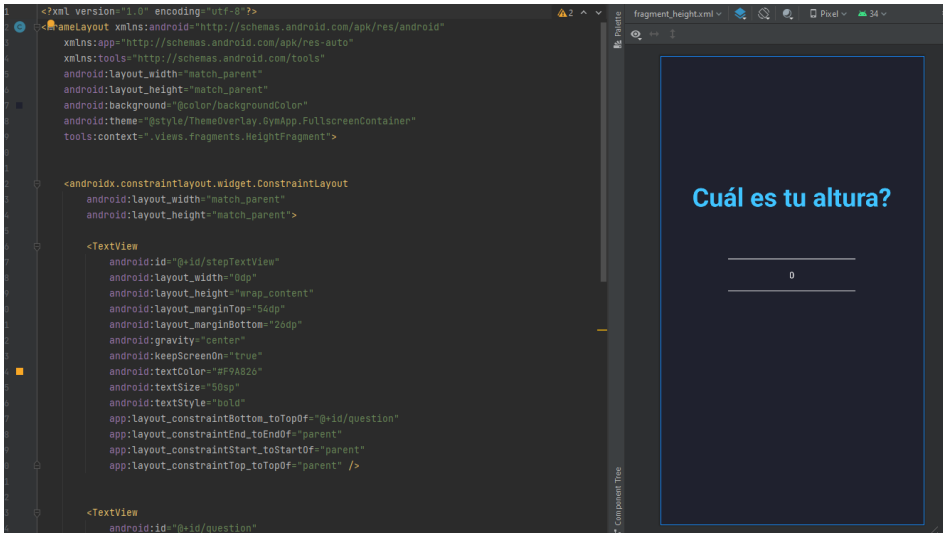 <?xml version="1.0" encoding="utf-8"?>
<FrameLayout xmlns:android="http://schemas.android.com/apk/res/android"
xmlns:app="http://schemas.android.com/apk/res-auto"
xmlns:tools="http://schemas.android.com/tools"
android:layout_width="match_parent"
android:layout_height="match_parent"
android:background="@color/backgroundColor"
android:theme="@style/ThemeOverlay.GymApp.FullscreenContainer"
tools:context=".views.fragments.HeightFragment">
<androidx.constraintlayout.widget.ConstraintLayout
android:layout_width="match_parent"
android:layout_height="match_parent">
<TextView
android:id="@+id/stepTextView"
android:layout_width="0dp"
android:layout_height="wrap_content"
android:layout_marginTop="54dp"
android:layout_marginBottom="26dp"
android:gravity="center"
android:keepScreenOn="true"
android:textColor="#F9A826"
android:textSize="50sp"
android:textStyle="bold"
app:layout_constraintBottom_toTopOf="@+id/question"
app:layout_constraintEnd_toEndOf="parent"
app:layout_constraintStart_toStartOf="parent"
app:layout_constraintTop_toTopOf="parent" />
<TextView
android:id="@+id/question"
2
Palette
Component Tree
fragment_height.xml
Pixel
34
Cuál es tu altura?
0